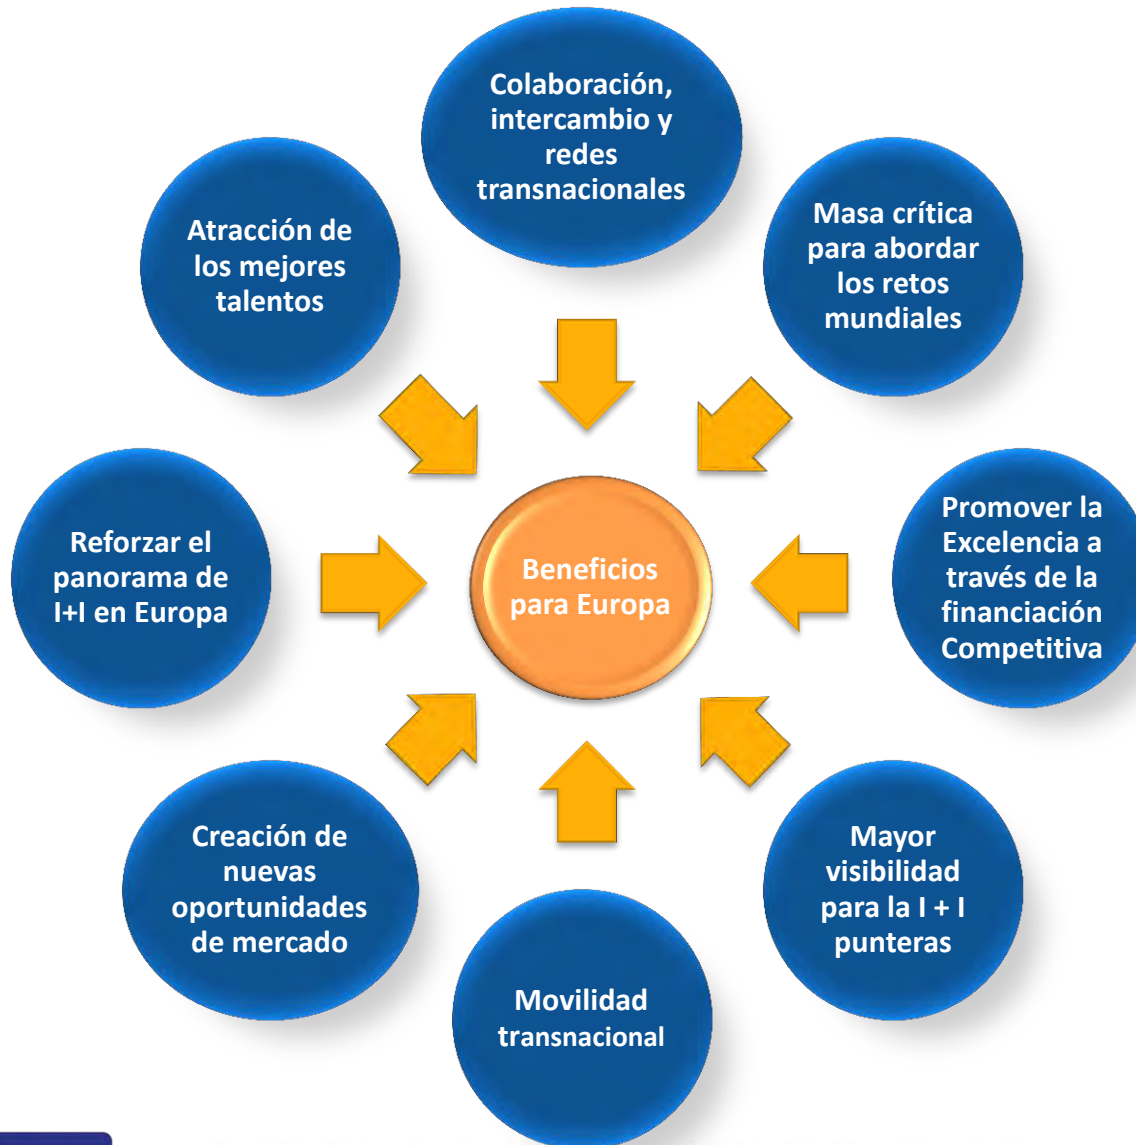 Colaboración,
intercambio y
redes
transnacionales
Masa crítica
para abordar
los retos
mundiales
Promover la
Excelencia a
través de la
financiación
Competitiva
Mayor
visibilidad
para la I + I
punteras
Movilidad
transnacional
Creación de
nuevas
oportunidades
de mercado
Reforzar el
panorama de
I+I en Europa
Atracción de
los mejores
talentos
Beneficios
para Europa